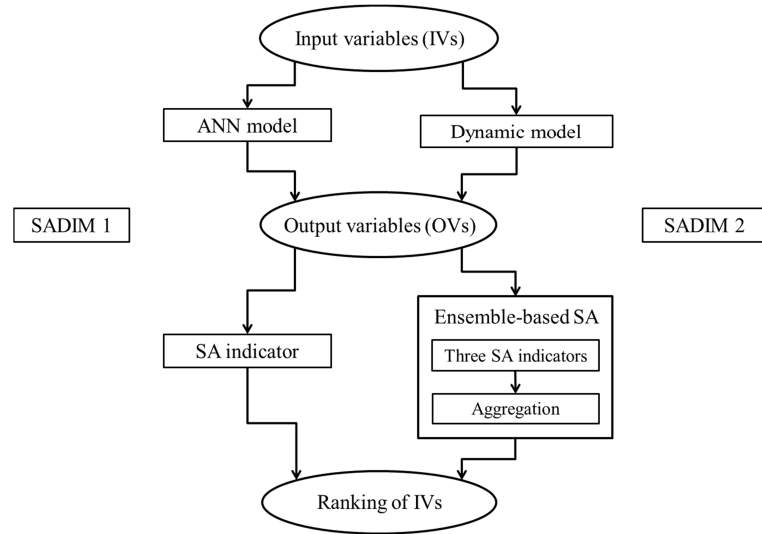 Input variables (IVs)
ANN model
Dynamic model
SADIM 1
Output variables (OVs)
SADIM 2
Ensemble-based SA
SA indicator
Three SA indicators
Aggregation
Ranking of IVs